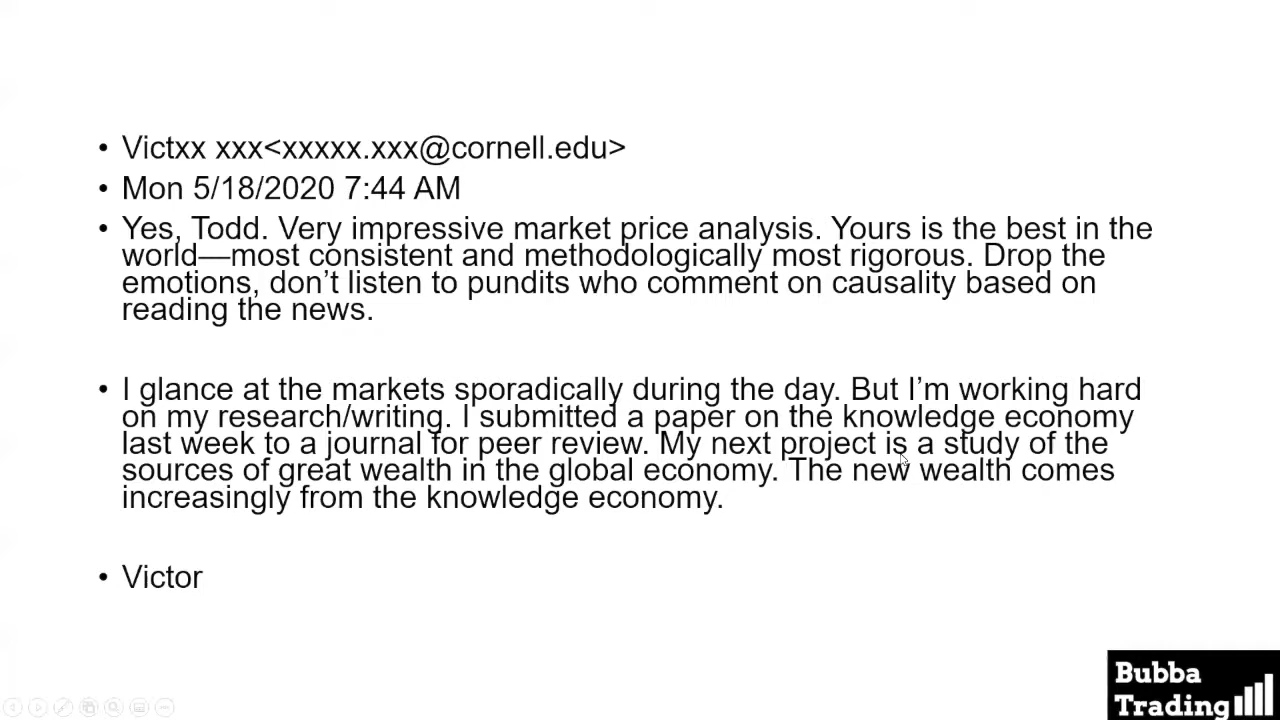 • Victxx xxx<xxxxx.xxx@cornell.edu>
• Mon 5/18/2020 7:44 AM
• Yes, Todd. Very impressive market price analysis. Yours is the best in the
world—most consistent and methodologically most rigorous. Drop the
emotions, don’t listen to pundits who comment on causality based on
reading the news.
• I glance at the markets sporadically during the day. But I’m working hard
on my research/writing. I submitted a paper on the knowledge economy
last week to a journal for peer review. My next project is a study of the
sources of great wealth in the global economy. The new wealth comes
increasingly from the knowledge economy.
• Victor
Bubba
Trading